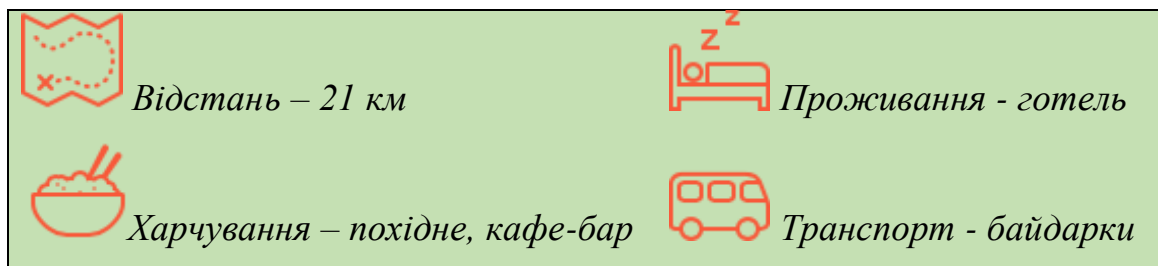 Відстань – 21 км
Проживання - готель
Харчування – похідне, кафе-бар
Транспорт - байдарки